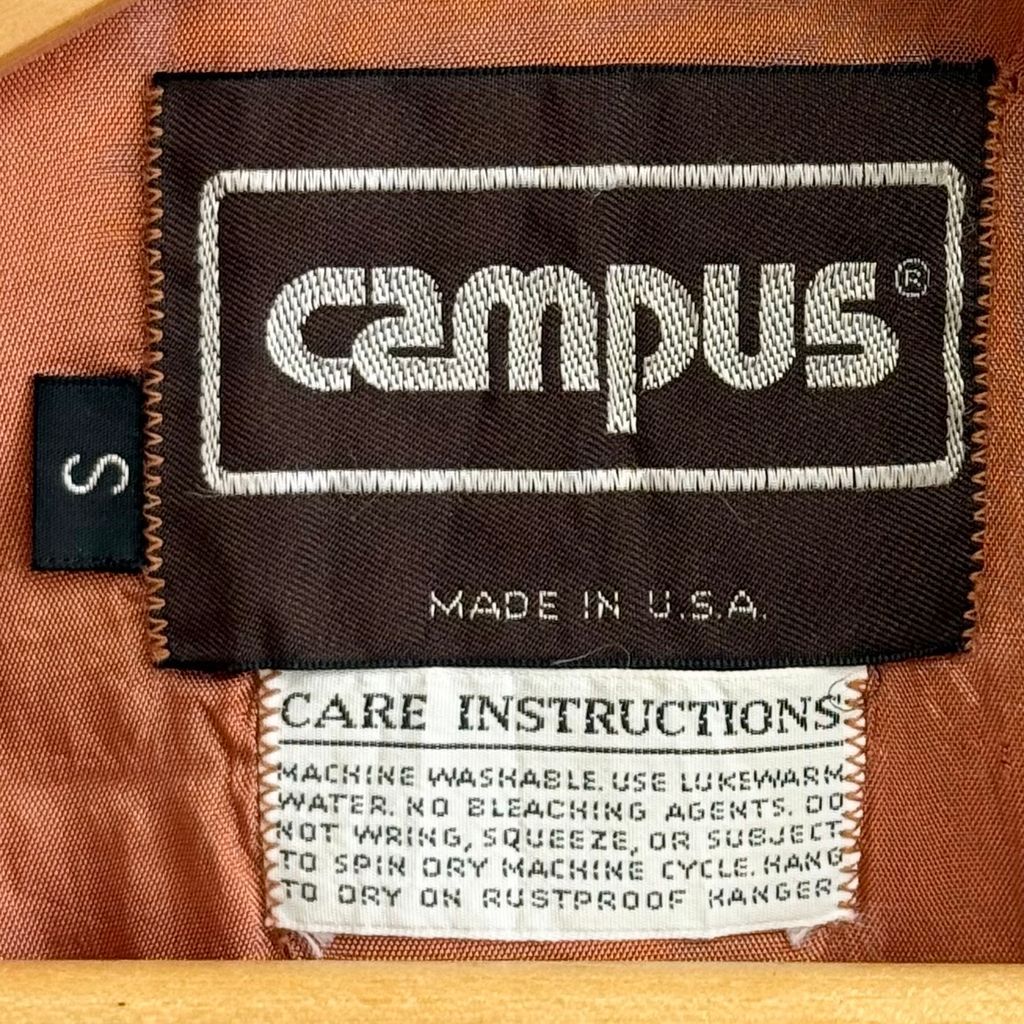 campus®
S
MADE IN U.S.A.
CARE INSTRUCTIONS
MACHINE WASHABLE. USE LUKEWARM
WATER. NO BLEACHING AGENTS. DO
NOT WRING, SQUEEZE, OR SUBJECT
TO SPIN DRY MACHINE CYCLE. HANG
TO DRY ON RUSTPROOF HANGER